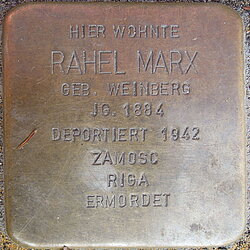 HIER WOHNTE
RAHEL MARX
GEB. WEINBERG
JG. 1884
DEPORTIERT 1942
ZAMOSC
RIGA
ERMORDET